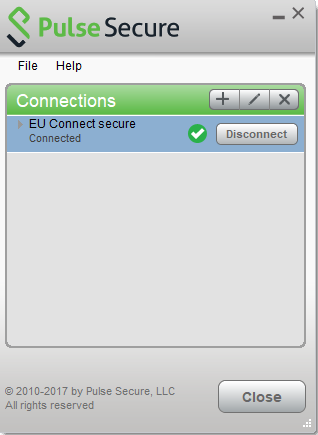 Pulse Secure
File Help
Connections
EU Connect secure
Connected
Disconnect
© 2010-2017 by Pulse Secure, LLC
All rights reserved
Close